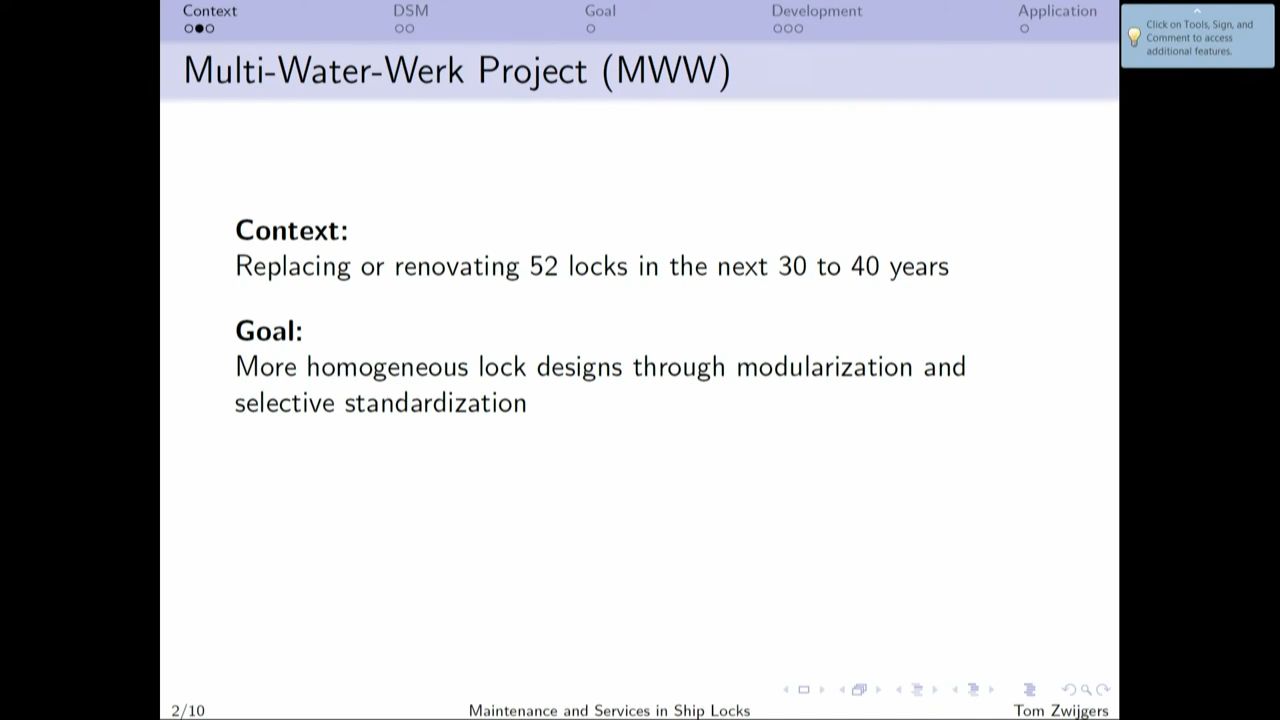 Context DSM Goal Development Application
Click on Tools, Sign, and
Comment to access
additional features.
Multi-Water-Werk Project (MWW)
Context:
Replacing or renovating 52 locks in the next 30 to 40 years
Goal:
More homogeneous lock designs through modularization and
selective standardization
2/10 Maintenance and Services in Ship Locks Tom Zwijgers